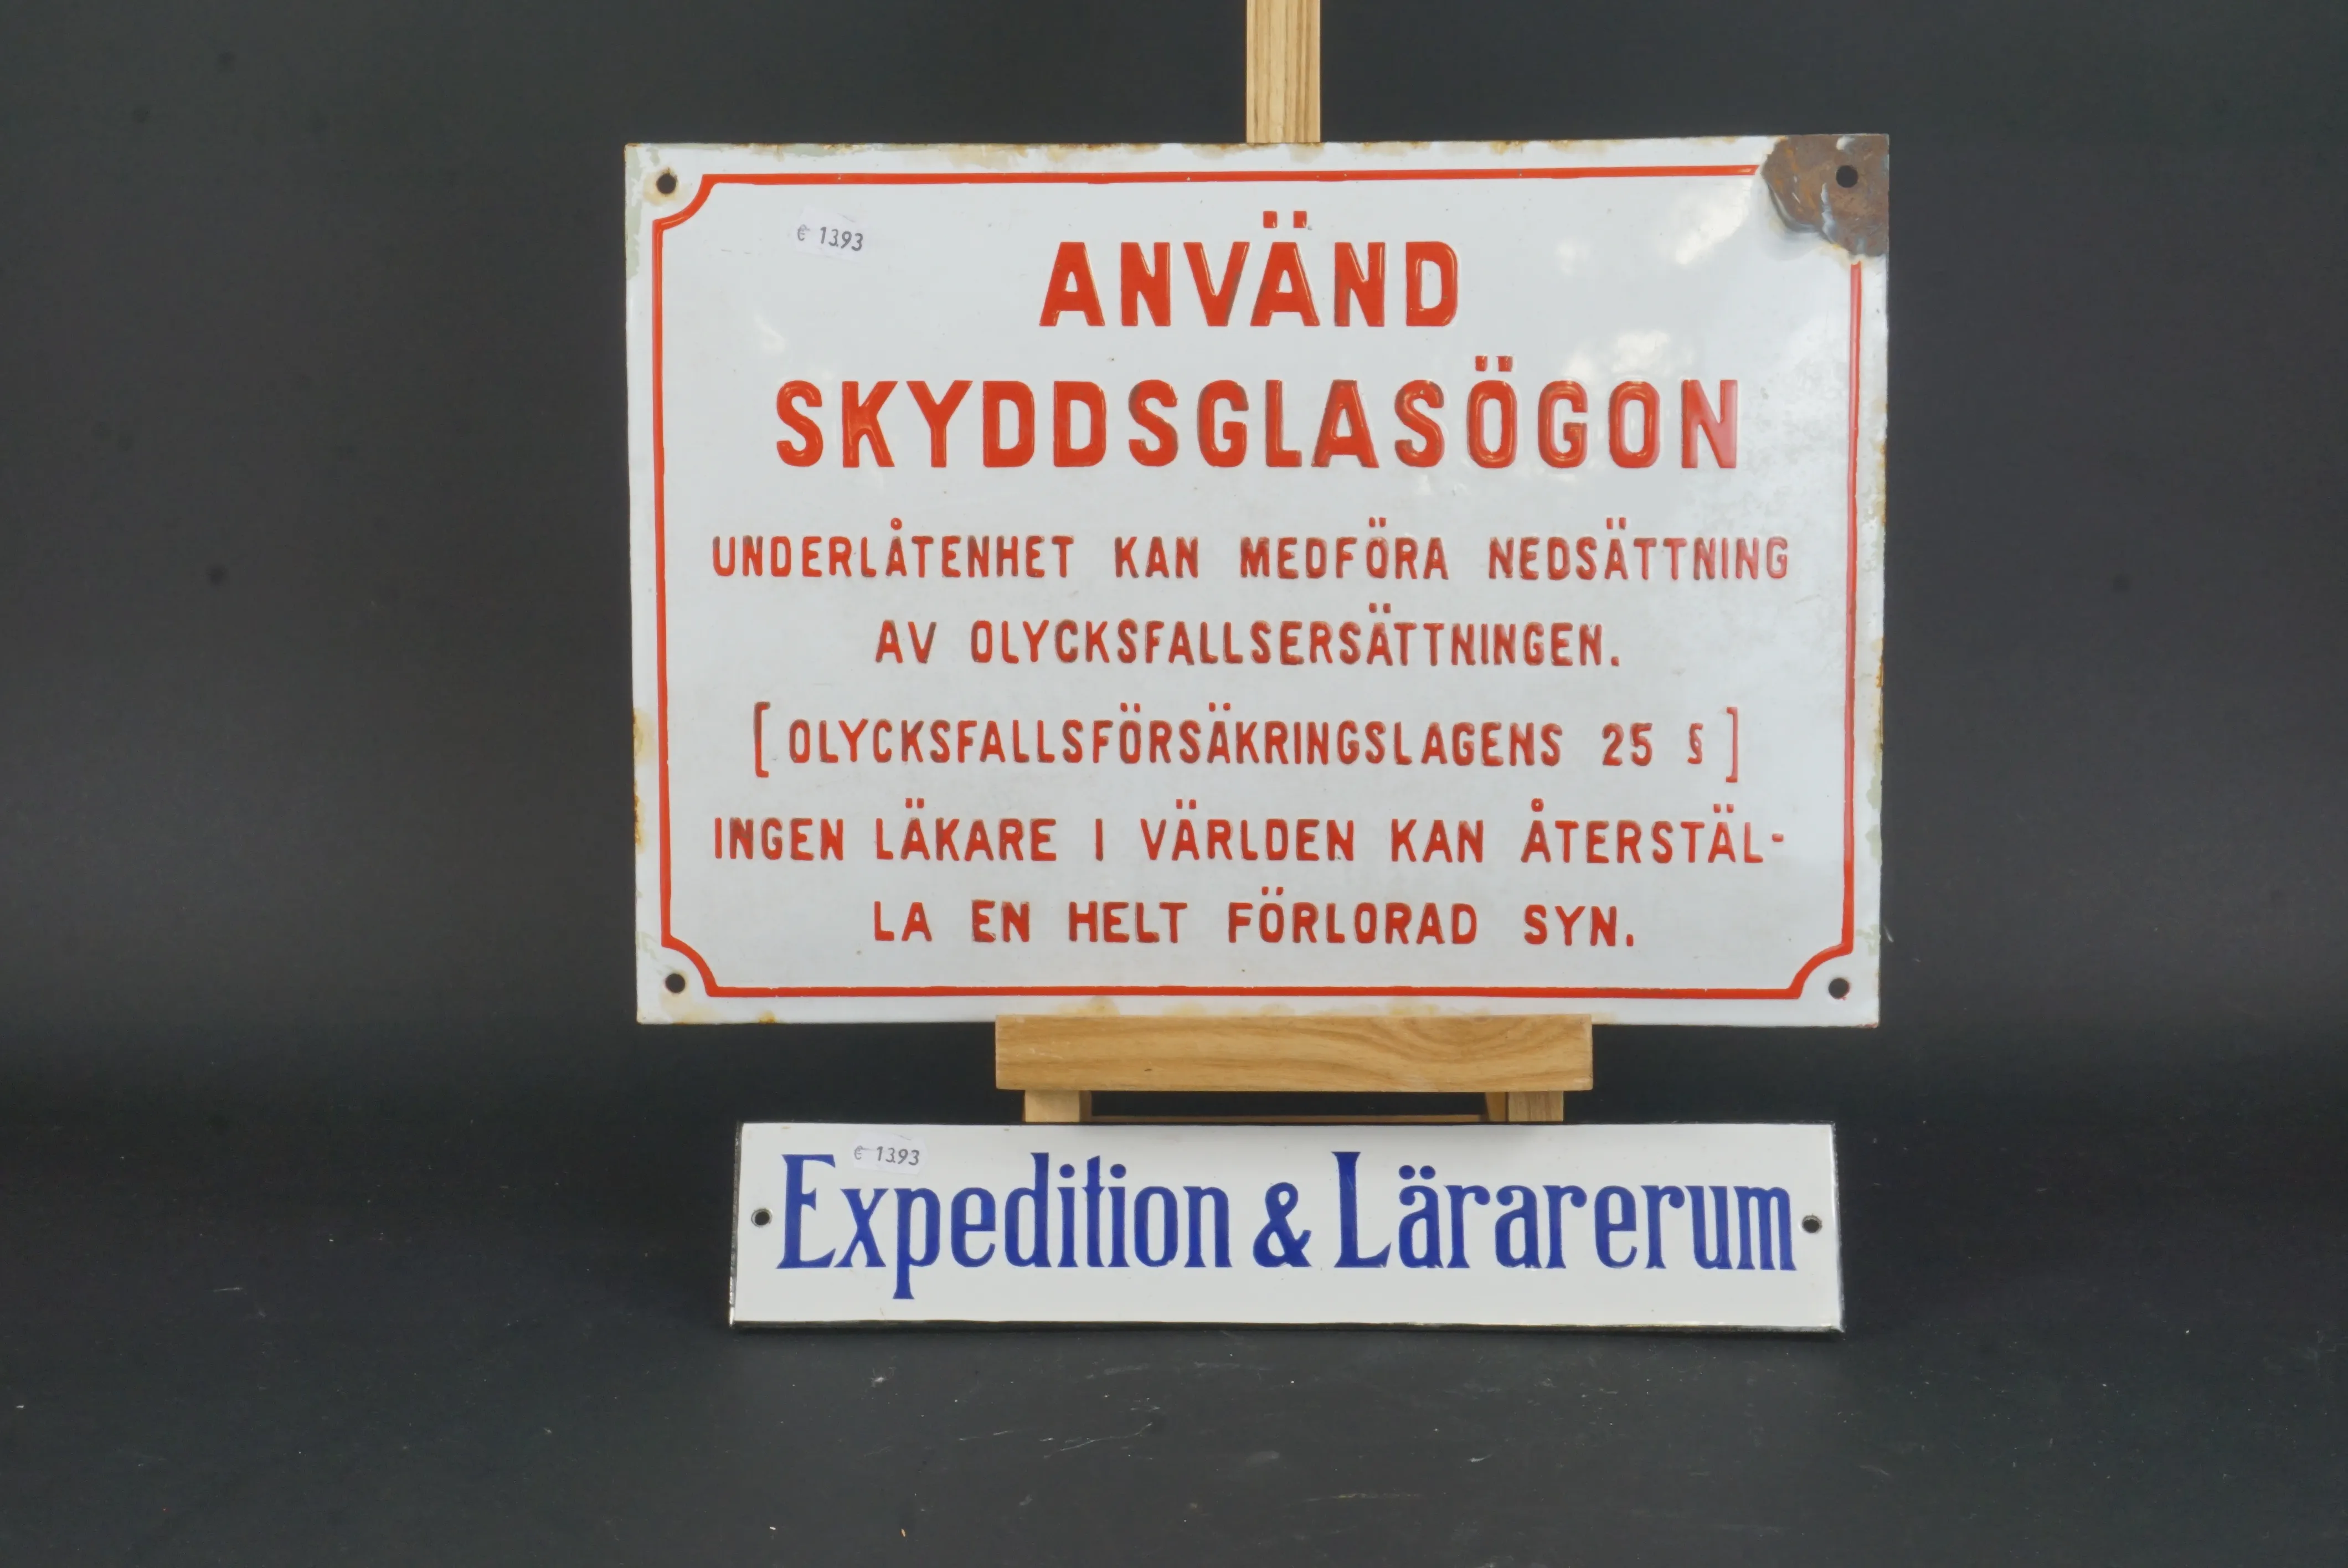 € 1393
ANVÄND
SKYDDSGLASÖGON
UNDERLÅTENHET KAN MEDFÖRA NEDSÄTTNING
AV OLYCKSFALLSERSÄTTNINGEN.
[OLYCKSFALLSFÖRSÄKRINGSLAGENS 25 §]
INGEN LÄKARE I VÄRLDEN KAN ÅTERSTÄL-
LA EN HELT FÖRLORAD SYN.
€ 1393
Expedition & Lärarerum